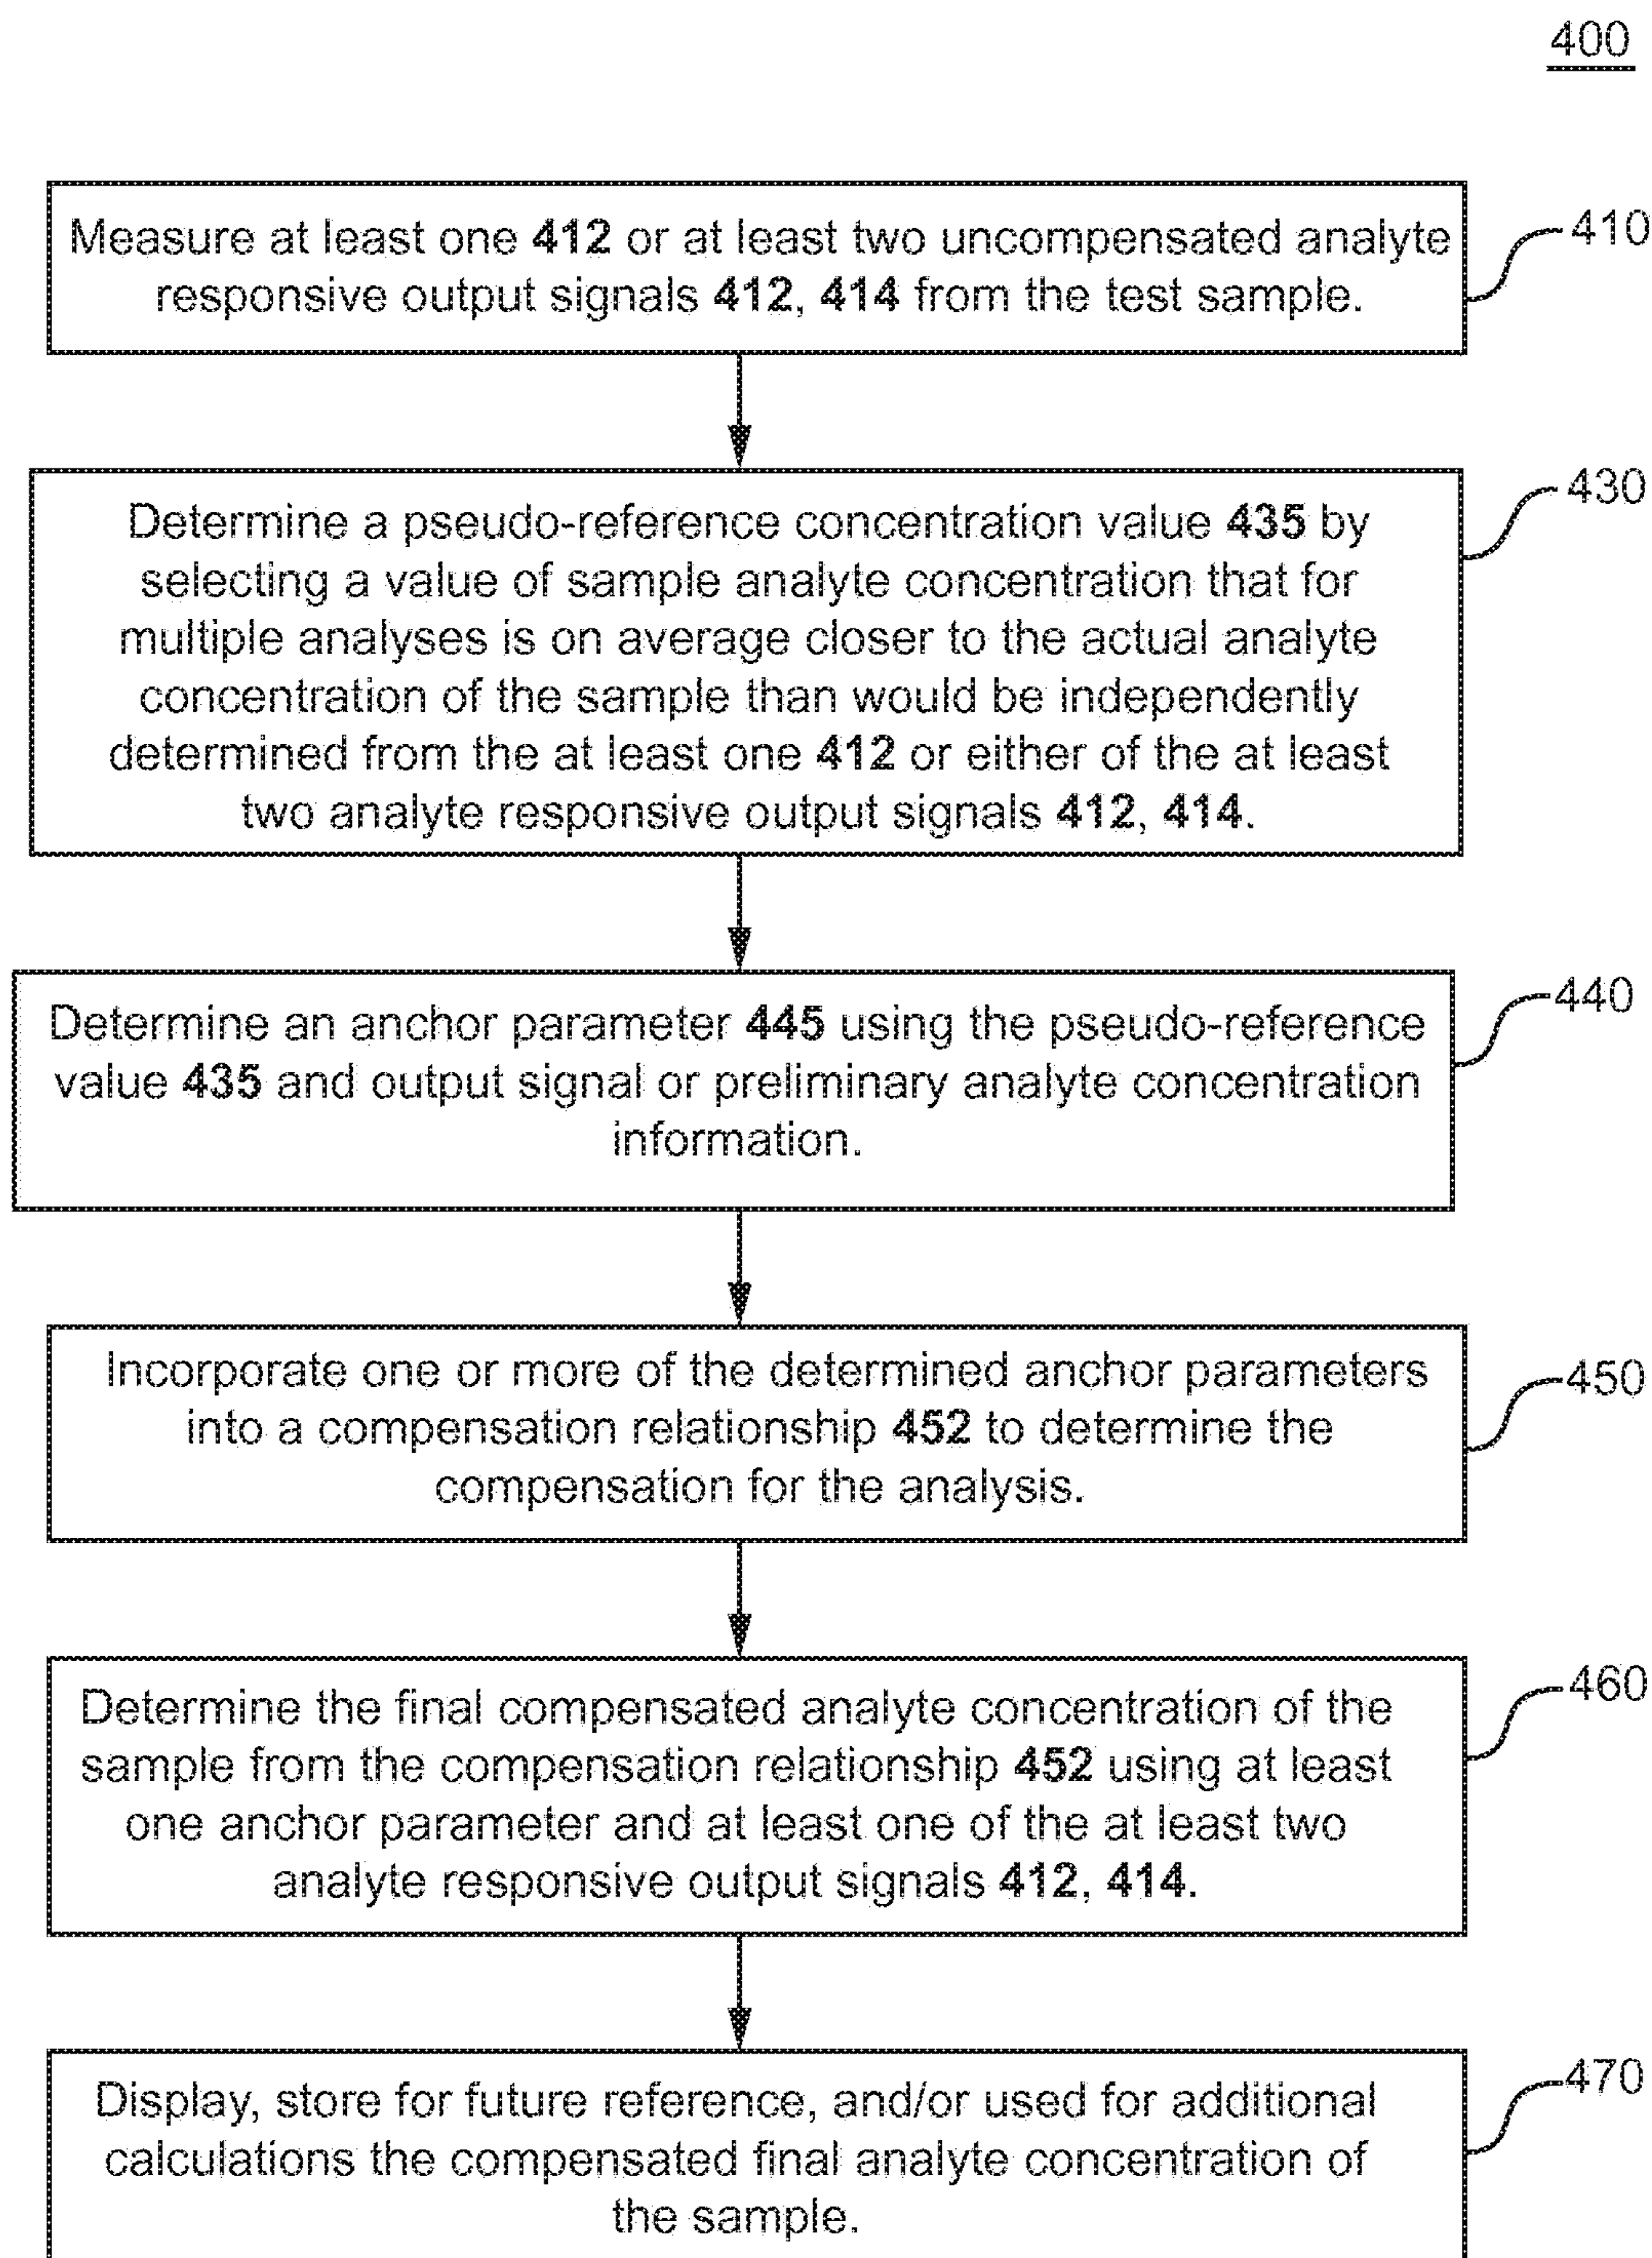 400
Measure at least one 412 or at least two uncompensated analyte
responsive output signals 412, 414 from the test sample.
410
Determine a pseudo-reference concentration value 435 by
selecting a value of sample analyte concentration that for
multiple analyses is on average closer to the actual analyte
concentration of the sample than would be independently
determined from the at least one 412 or either of the at least
two analyte responsive output signals 412, 414.
430
Determine an anchor parameter 445 using the pseudo-reference
value 435 and output signal or preliminary analyte concentration
information.
440
Incorporate one or more of the determined anchor parameters
into a compensation relationship 452 to determine the
compensation for the analysis.
450
Determine the final compensated analyte concentration of the
sample from the compensation relationship 452 using at least
one anchor parameter and at least one of the at least two
analyte responsive output signals 412, 414.
460
Display, store for future reference, and/or used for additional
calculations the compensated final analyte concentration of
the sample.
470